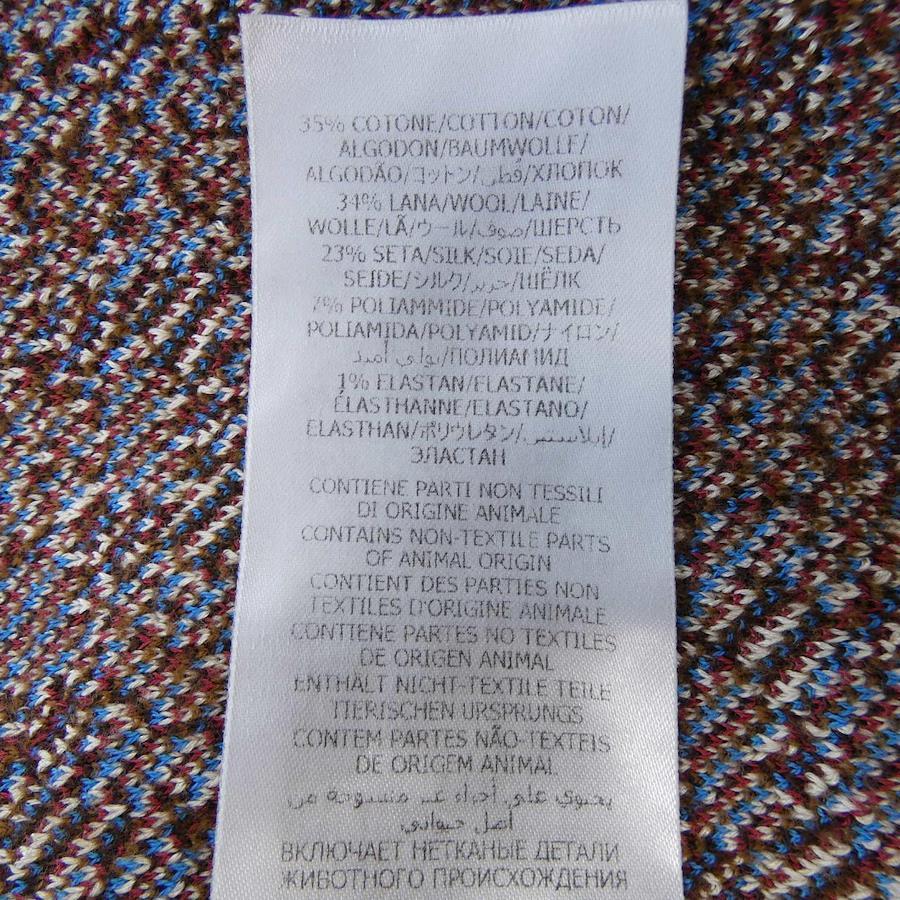 35% COTONE/COTTON/COTON/
ALGODON/BAUMWOLLE/
ALGODÃO/コットン/قطن/ХЛОПОК
34% LANA/WOOL/LAINE/
WOLLE/LÃ/ウール/صوف/ШЕРСТЬ
23% SETA/SILK/SOIE/SEDA/
SEIDE/シルク/حرير/ШЁЛК
7% POLIAMMIDE/POLYAMIDE/
POLIAMIDA/POLYAMID/ナイロン/
بولي أميد/ПОЛИАМИД
1% ELASTAN/ELASTANE/
ÉLASTHANNE/ELASTANO/
ELASTHAN/ポリウレタン/إيلاستين/
ЭЛАСТАН
CONTIENE PARTI NON TESSILI
DI ORIGINE ANIMALE
CONTAINS NON-TEXTILE PARTS
OF ANIMAL ORIGIN
CONTIENT DES PARTIES NON
TEXTILES D'ORIGINE ANIMALE
CONTIENE PARTES NO TEXTILES
DE ORIGEN ANIMAL
ENTHÄLT NICHT-TEXTILE TEILE
TIERISCHEN URSPRUNGS
CONTEM PARTES NÃO-TEXTEIS
DE ORIGEM ANIMAL
يحتوي على أجزاء غير منسوجة من
أصل حيواني
ВКЛЮЧАЕТ НЕТКАНЫЕ ДЕТАЛИ
ЖИВОТНОГО ПРОИСХОЖДЕНИЯ